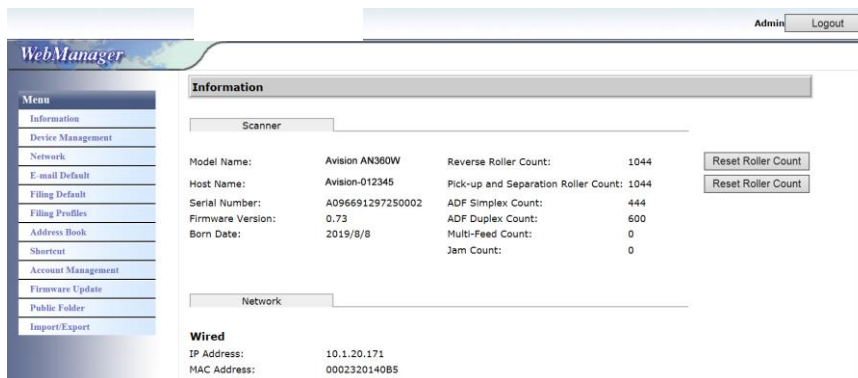 Admin Logout
WebManager
Menu
Information
Device Management
Network
E-mail Default
Filing Default
Filing Profiles
Address Book
Shortcut
Account Management
Firmware Update
Public Folder
Import/Export
Information
Scanner
Model Name: Avision AN360W Reverse Roller Count: 1044 Reset Roller Count
Host Name: Avision-012345 Pick-up and Separation Roller Count: 1044 Reset Roller Count
Serial Number: A096691297250002 ADF Simplex Count: 444
Firmware Version: 0.73 ADF Duplex Count: 600
Born Date: 2019/8/8 Multi-Feed Count: 0
Jam Count: 0
Network
Wired
IP Address: 10.1.20.171
MAC Address: 0002320140B5